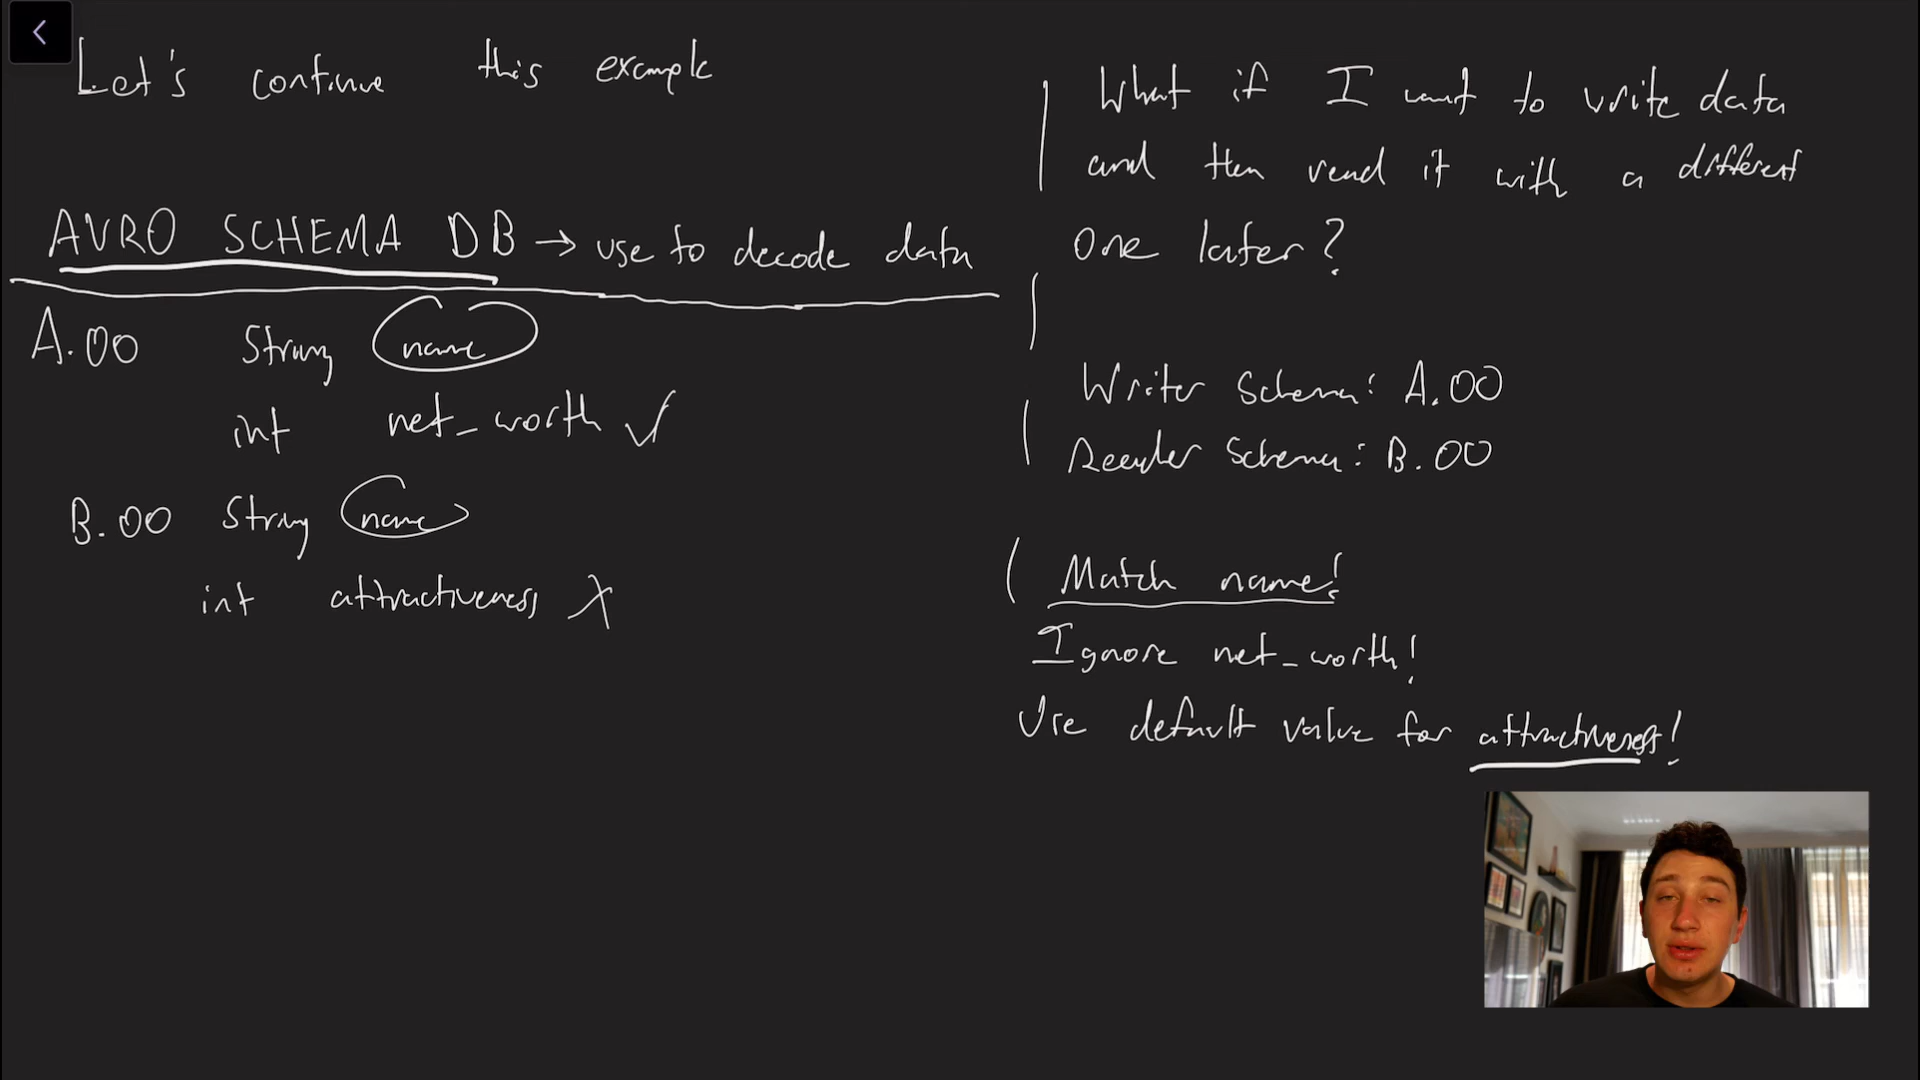 Let's continue this example
AVRO SCHEMA DB → use to decode data
A.00 String name
int net_worth ✓
B.00 String name
int attractiveness X
What if I want to write data
and then read it with a different
one later?
Writer Schema: A.00
Reader Schema: B.00
Match name!
Ignore net_worth!
Use default value for attractiveness!